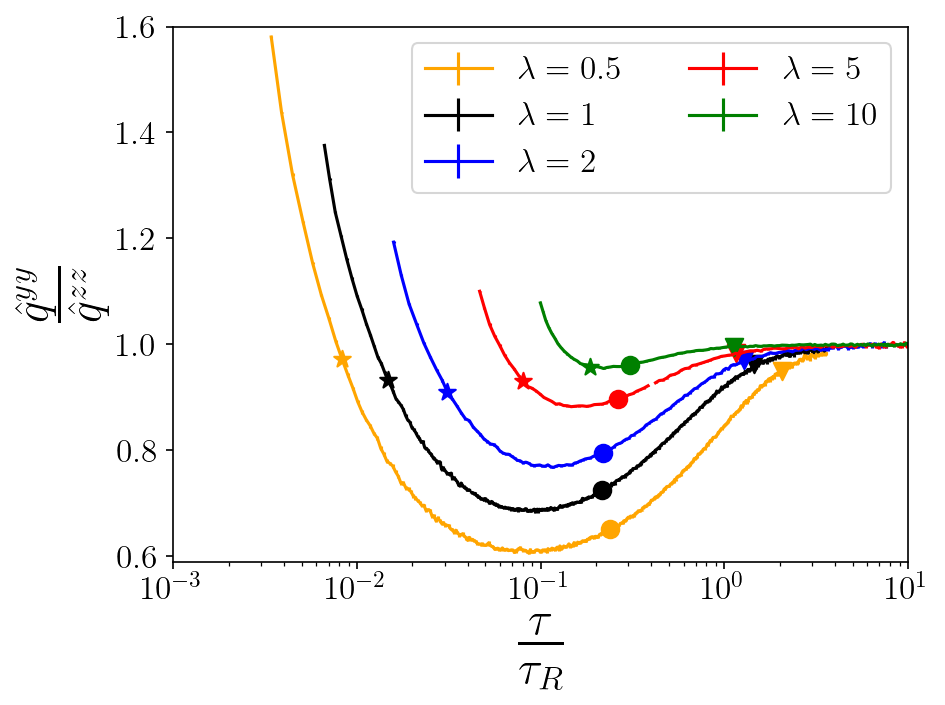 1.6
1.4
1.2
1.0
0.8
0.6
q̂^{yy}
q̂^{zz}
λ = 0.5
λ = 1
λ = 2
λ = 5
λ = 10
10^{-3}
10^{-2}
10^{-1}
10^{0}
10^{1}
τ
τ_R